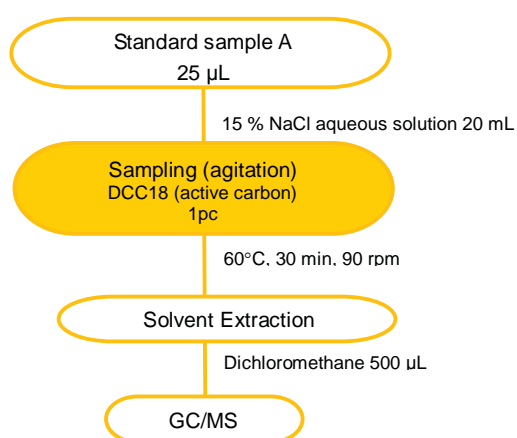 Standard sample A
25 µL
15 % NaCl aqueous solution 20 mL
Sampling (agitation)
DCC18 (active carbon)
1pc
60°C, 30 min, 90 rpm
Solvent Extraction
Dichloromethane 500 µL
GC/MS